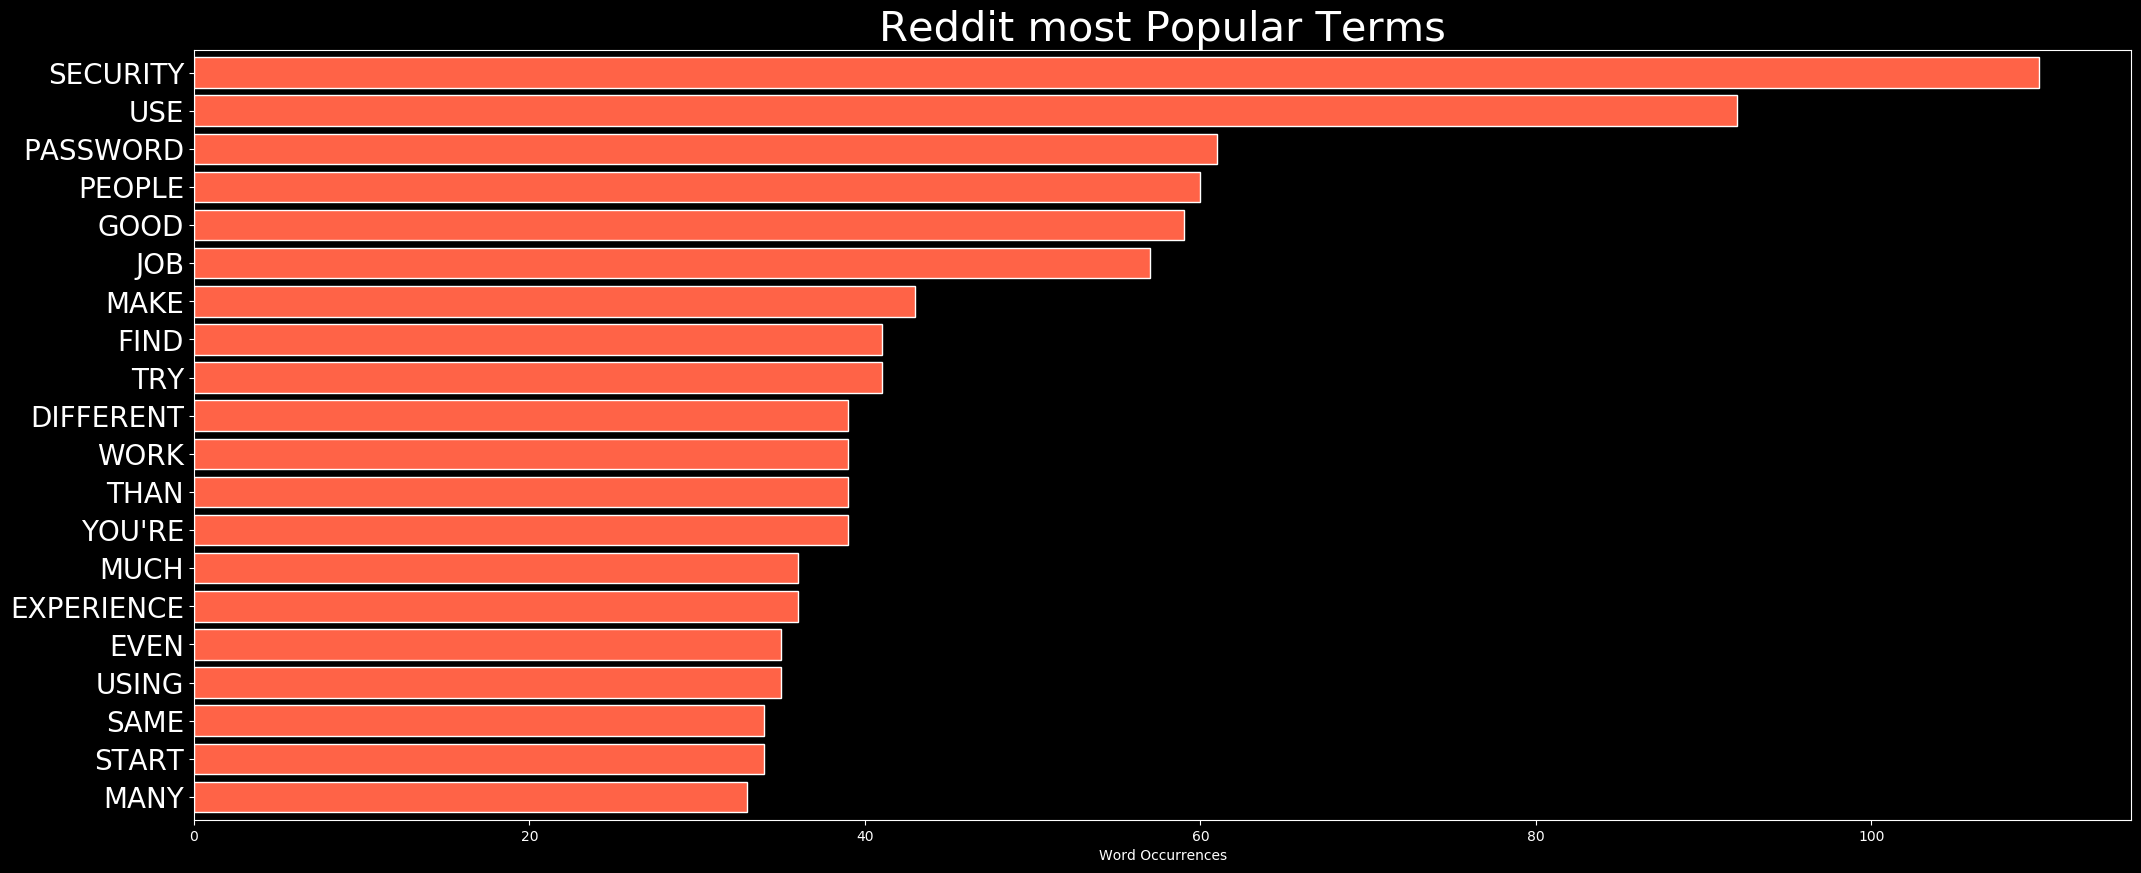 Reddit most Popular Terms
SECURITY
USE
PASSWORD
PEOPLE
GOOD
JOB
MAKE
FIND
TRY
DIFFERENT
WORK
THAN
YOU'RE
MUCH
EXPERIENCE
EVEN
USING
SAME
START
MANY
0 20 40 60 80 100
Word Occurrences